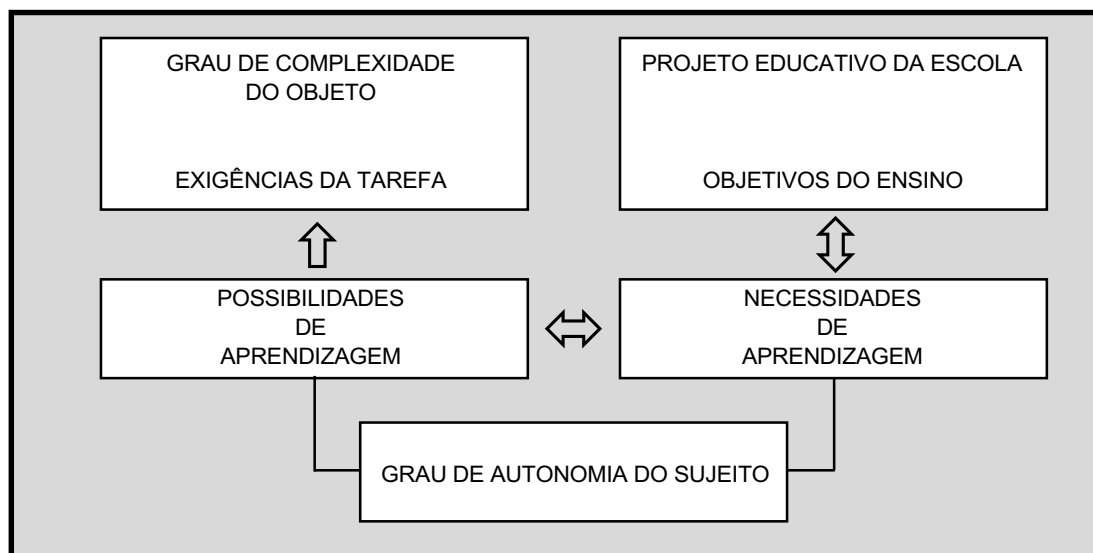 GRAU DE COMPLEXIDADE
DO OBJETO
EXIGÊNCIAS DA TAREFA
PROJETO EDUCATIVO DA ESCOLA
OBJETIVOS DO ENSINO
POSSIBILIDADES
DE
APRENDIZAGEM
NECESSIDADES
DE
APRENDIZAGEM
GRAU DE AUTONOMIA DO SUJEITO